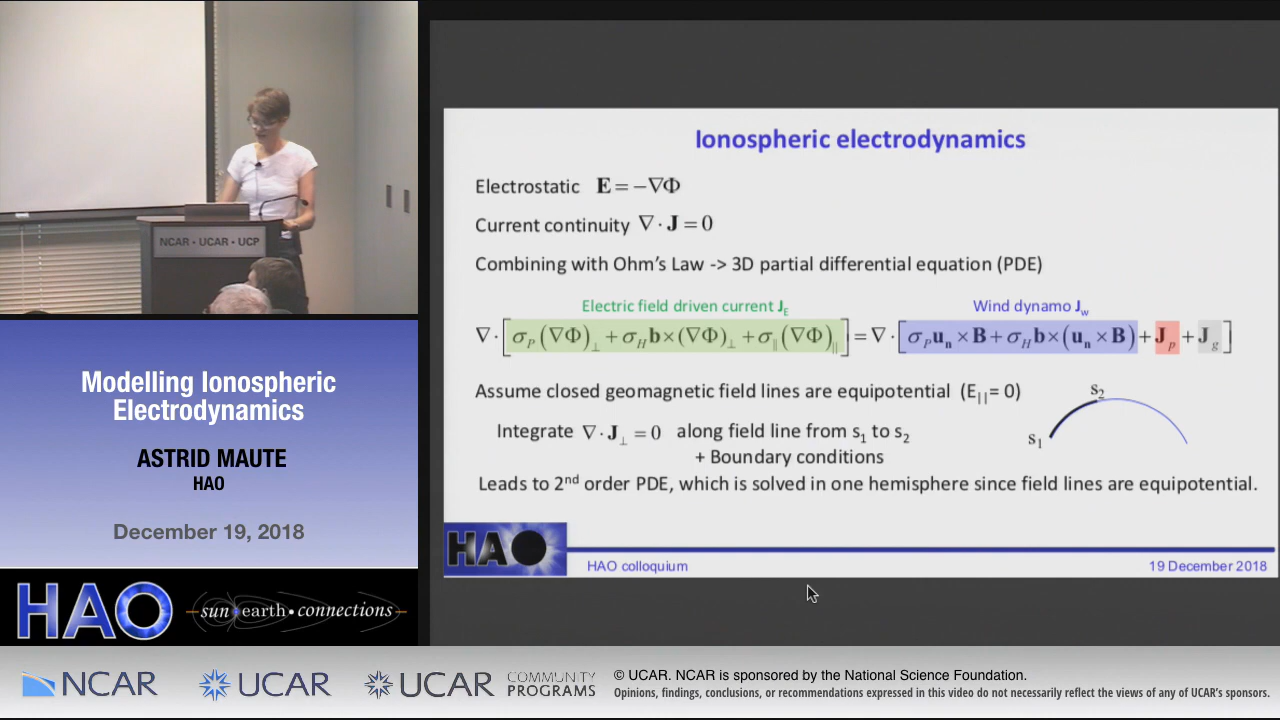 NCAR • UCAR • UCP
Modelling Ionospheric
Electrodynamics
ASTRID MAUTE
HAO
December 19, 2018
HAO
sun earth • connections
Ionospheric electrodynamics
Electrostatic E = −∇Φ
Current continuity ∇ · J = 0
Combining with Ohm's Law -> 3D partial differential equation (PDE)
Electric field driven current J_E Wind dynamo J_w
∇ · [σ_P (∇Φ)_⊥ + σ_H b × (∇Φ)_⊥ + σ_∥ (∇Φ)_∥] = ∇ · [σ_P u_n × B + σ_H b × (u_n × B) + J_p + J_g]
Assume closed geomagnetic field lines are equipotential (E_|| = 0)
s₂
Integrate ∇ · J_⊥ = 0 along field line from s₁ to s₂
s₁
+ Boundary conditions
Leads to 2nd order PDE, which is solved in one hemisphere since field lines are equipotential.
HAO
HAO colloquium 19 December 2018
NCAR UCAR UCAR COMMUNITY
PROGRAMS
© UCAR. NCAR is sponsored by the National Science Foundation.
Opinions, findings, conclusions, or recommendations expressed in this video do not necessarily reflect the views of any of UCAR's sponsors.